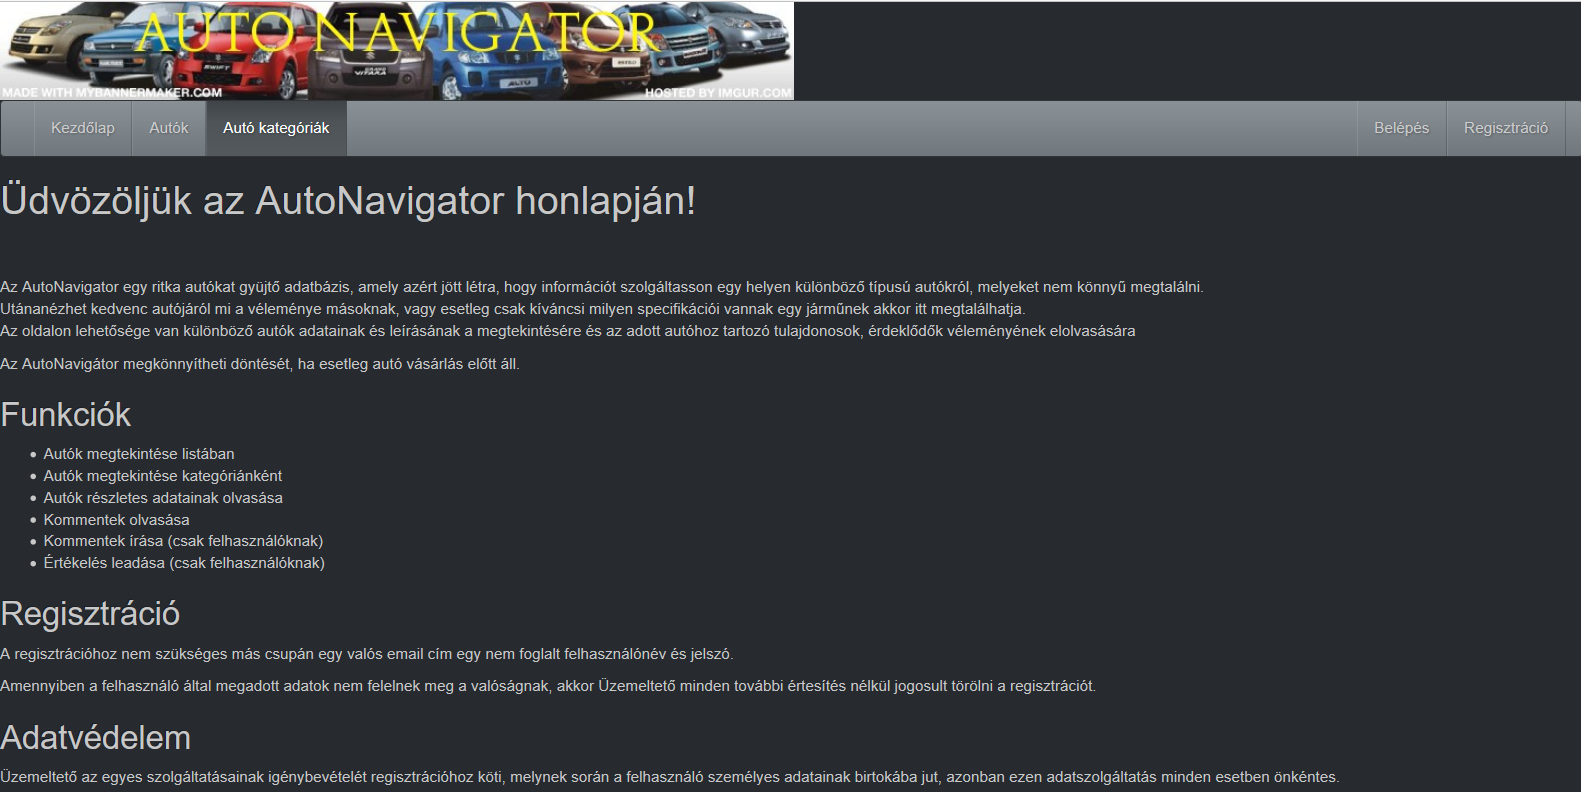 AUTO NAVIGATOR
SWIFT
GRAND
VITARA
ALTO
MADE WITH MYBANNERMAKER.COM
HOSTED BY IMGUR.COM
Kezdőlap Autók Autó kategóriák Belépés Regisztráció
Üdvözöljük az AutoNavigator honlapján!
Az AutoNavigator egy ritka autókat gyüjtő adatbázis, amely azért jött létra, hogy információt szolgáltasson egy helyen különböző típusú autókról, melyeket nem könnyű megtalálni.
Utánanézhet kedvenc autójáról mi a véleménye másoknak, vagy esetleg csak kíváncsi milyen specifikációi vannak egy járműnek akkor itt megtalálhatja.
Az oldalon lehetősége van különböző autók adatainak és leírásának a megtekintésére és az adott autóhoz tartozó tulajdonosok, érdeklődők véleményének elolvasására
Az AutoNavigátor megkönnyítheti döntését, ha esetleg autó vásárlás előtt áll.
Funkciók
Autók megtekintése listában
Autók megtekintése kategóriánként
Autók részletes adatainak olvasása
Kommentek olvasása
Kommentek írása (csak felhasználóknak)
Értékelés leadása (csak felhasználóknak)
Regisztráció
A regisztrációhoz nem szükséges más csupán egy valós email cím egy nem foglalt felhasználónév és jelszó.
Amennyiben a felhasználó által megadott adatok nem felelnek meg a valóságnak, akkor Üzemeltető minden további értesítés nélkül jogosult törölni a regisztrációt.
Adatvédelem
Üzemeltető az egyes szolgáltatásainak igénybevételét regisztrációhoz köti, melynek során a felhasználó személyes adatainak birtokába jut, azonban ezen adatszolgáltatás minden esetben önkéntes.